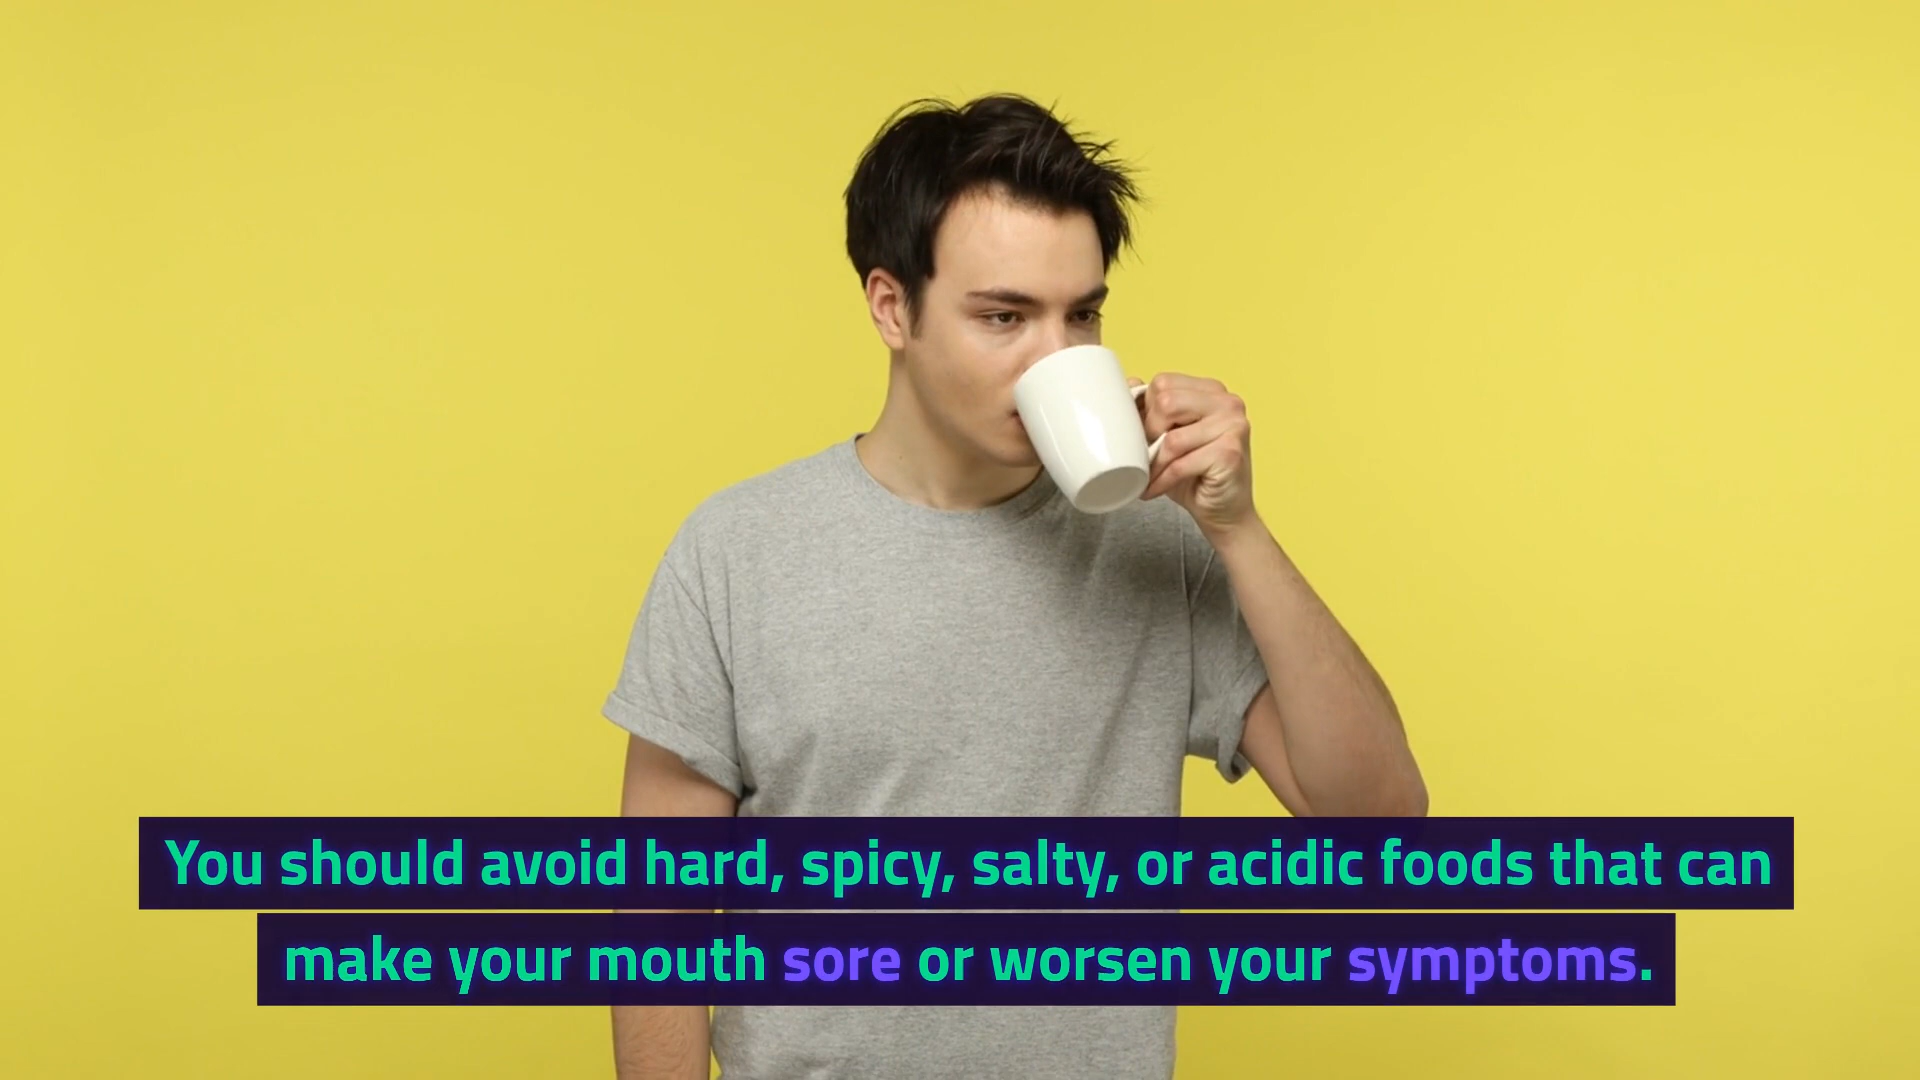 You should avoid hard, spicy, salty, or acidic foods that can
make your mouth sore or worsen your symptoms.